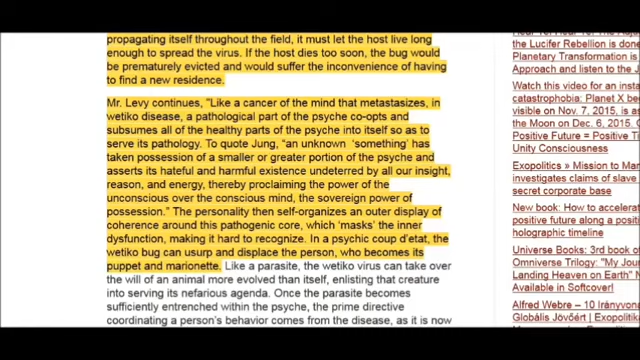 propagating itself throughout the field, it must let the host live long
enough to spread the virus. If the host dies too soon, the bug would
be prematurely evicted and would suffer the inconvenience of having
to find a new residence.
Mr. Levy continues, "Like a cancer of the mind that metastasizes, in
wetiko disease, a pathological part of the psyche co-opts and
subsumes all of the healthy parts of the psyche into itself so as to
serve its pathology. To quote Jung, “an unknown ‘something’ has
taken possession of a smaller or greater portion of the psyche and
asserts its hateful and harmful existence undeterred by all our insight,
reason, and energy, thereby proclaiming the power of the
unconscious over the conscious mind, the sovereign power of
possession.” The personality then self-organizes an outer display of
coherence around this pathogenic core, which ‘masks’ the inner
dysfunction, making it hard to recognize. In a psychic coup d’etat, the
wetiko bug can usurp and displace the person, who becomes its
puppet and marionette. Like a parasite, the wetiko virus can take over
the will of an animal more evolved than itself, enlisting that creature
into serving its nefarious agenda. Once the parasite becomes
sufficiently entrenched within the psyche, the prime directive
coordinating a person’s behavior comes from the disease, as it is now
the Lucifer Rebellion is done
Planetary Transformation is
Approach and listen to the J
Watch this video for an insta
catastrophobia: Planet X be
visible on Nov. 7, 2015, is as
the Moon on Dec. 6, 2015. 
Positive Future = Positive Ti
Unity Consciousness
Exopolitics » Mission to Mar
investigates claims of slave
secret corporate base
New book: How to accelerat
positive future along a positi
holographic timeline
Universe Books: 3rd book of
Omniverse Trilogy: "My Jou
Landing Heaven on Earth" N
Available in Softcover!
Alfred Webre – 10 Irányvona
Globális Jövőért | Exopolitik